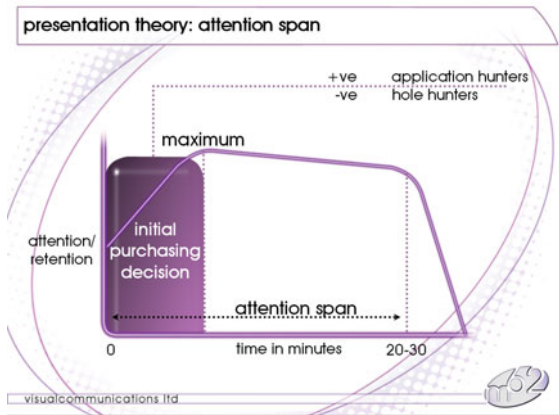 presentation theory: attention span
+ve application hunters
-ve hole hunters
maximum
attention/
retention
initial
purchasing
decision
attention span
0 time in minutes 20-30
visualcommunications ltd
m62